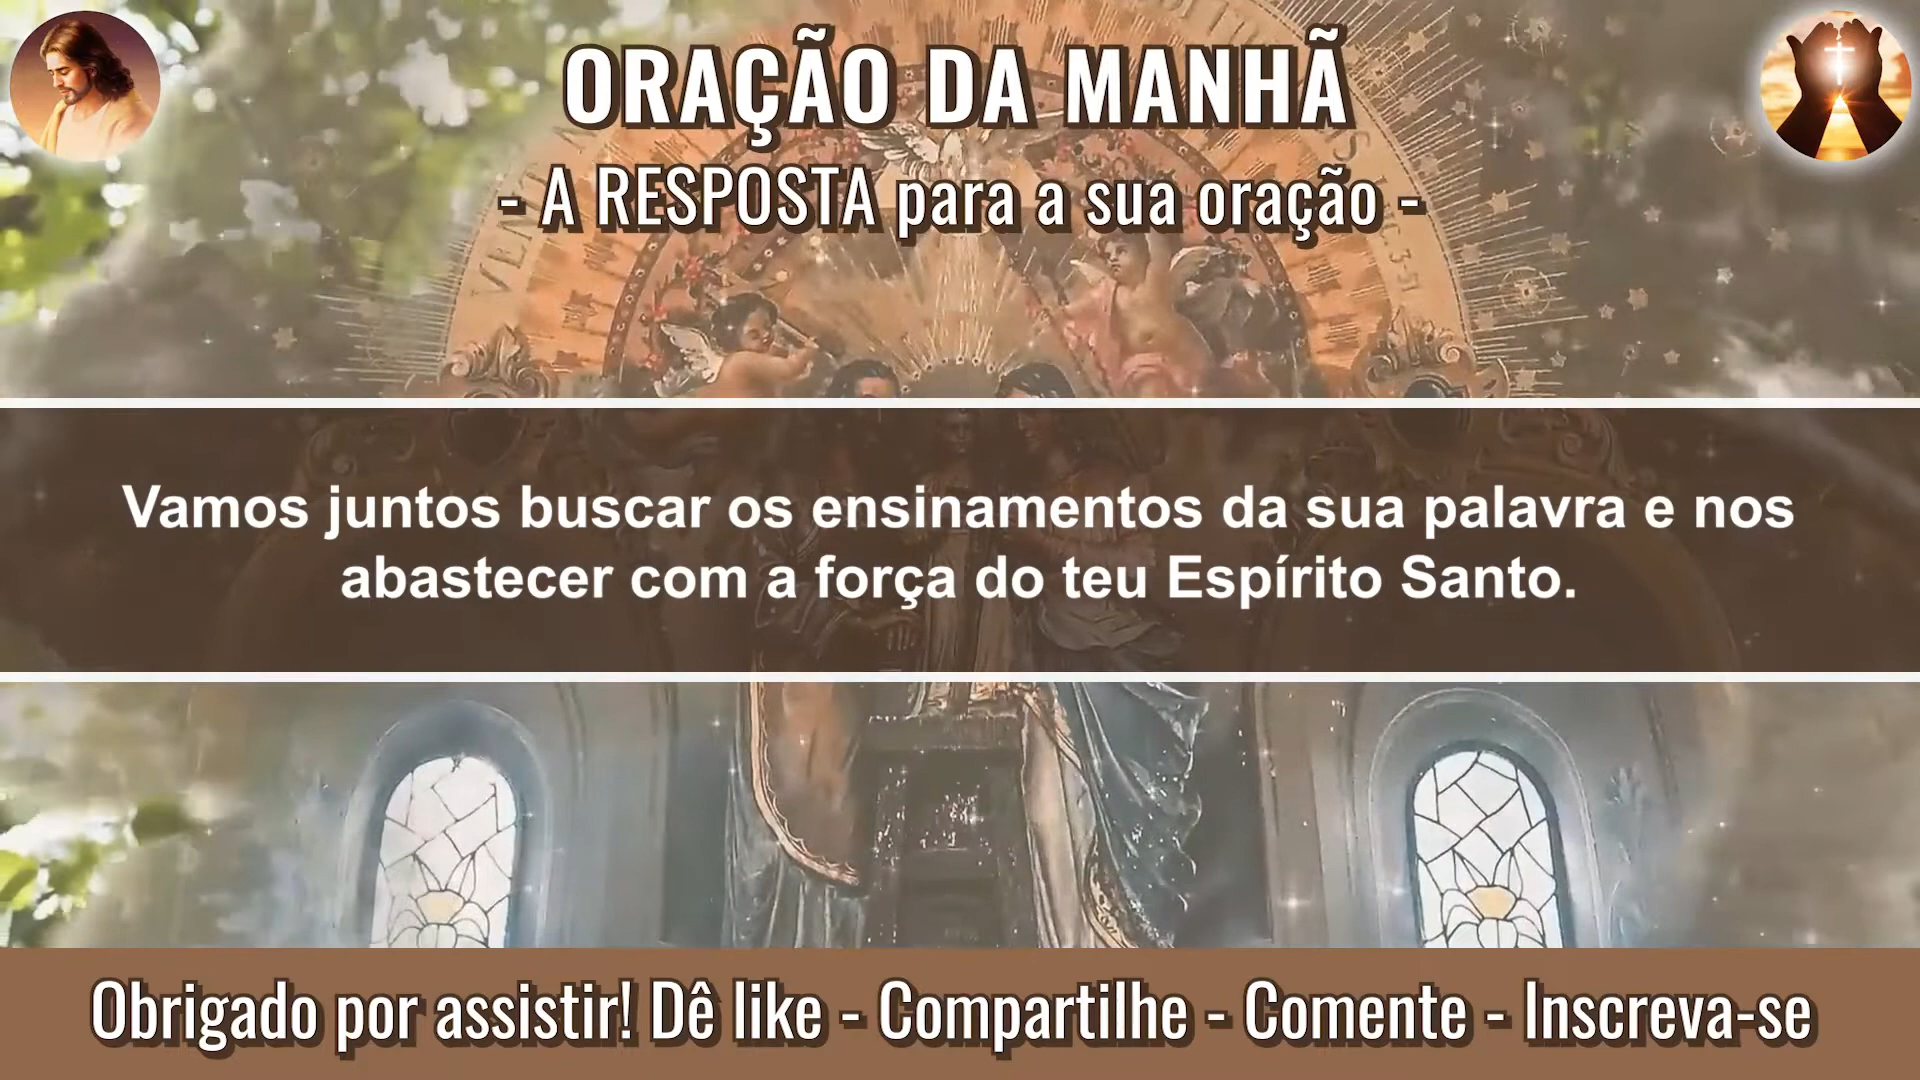 ORAÇÃO DA MANHÃ
- A RESPOSTA para a sua oração -
Vamos juntos buscar os ensinamentos da sua palavra e nos
abastecer com a força do teu Espírito Santo.
Obrigado por assistir! Dê like - Compartilhe - Comente - Inscreva-se